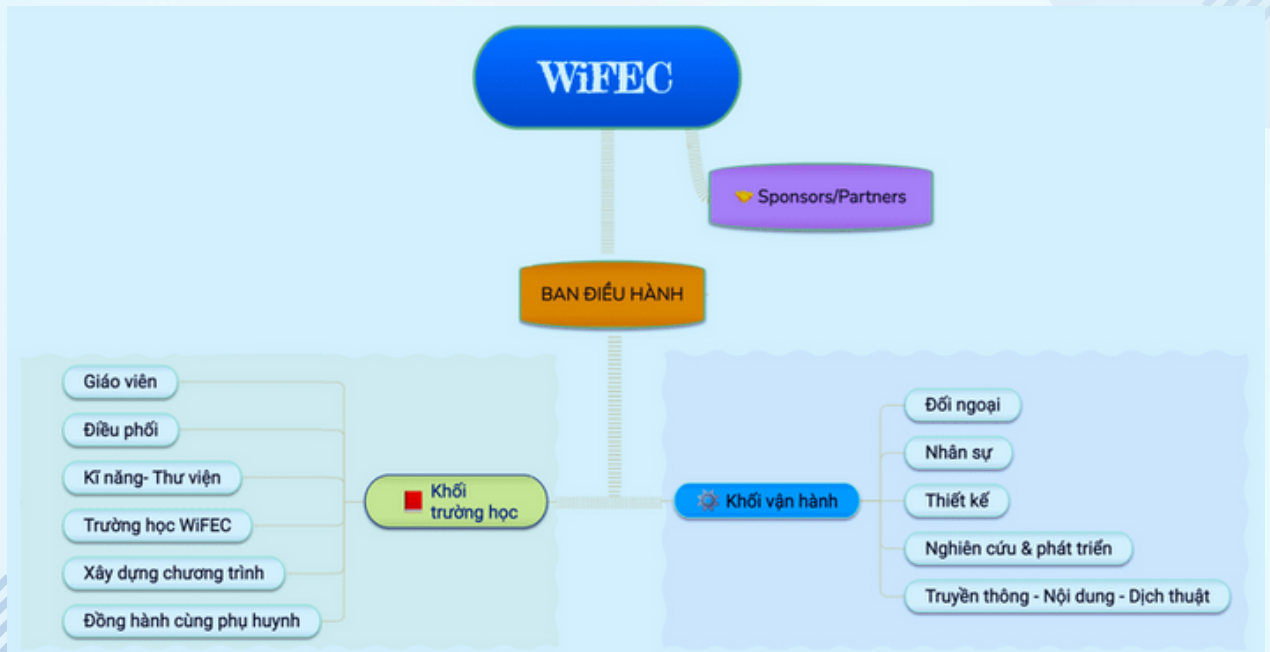 WiFEC
Sponsors/Partners
BAN ĐIỀU HÀNH
Giáo viên
Điều phối
Kĩ năng- Thư viện
Trường học WiFEC
Xây dựng chương trình
Đồng hành cùng phụ huynh
Khối
trường học
Khối vận hành
Đối ngoại
Nhân sự
Thiết kế
Nghiên cứu & phát triển
Truyền thông - Nội dung - Dịch thuật